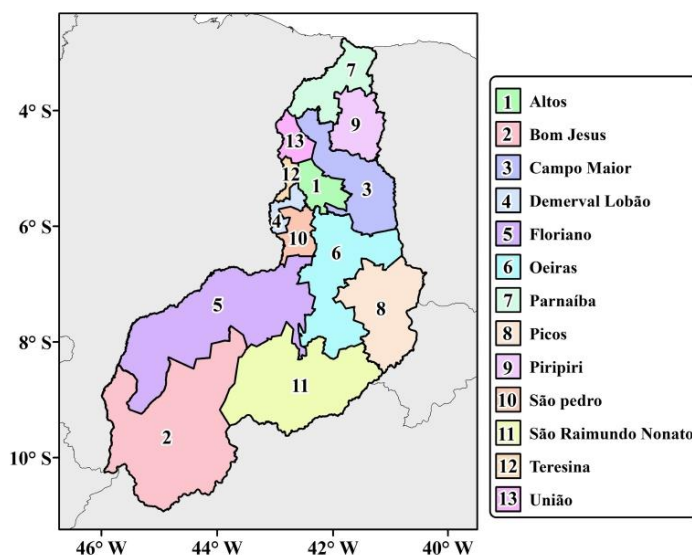 4° S
6° S
8° S
10° S
46° W
44° W
42° W
40° W
7
9
13
12
1
3
4
10
6
5
8
11
2
1 Altos
2 Bom Jesus
3 Campo Maior
4 Demerval Lobão
5 Floriano
6 Oeiras
7 Parnaíba
8 Picos
9 Piripiri
10 São pedro
11 São Raimundo Nonato
12 Teresina
13 União